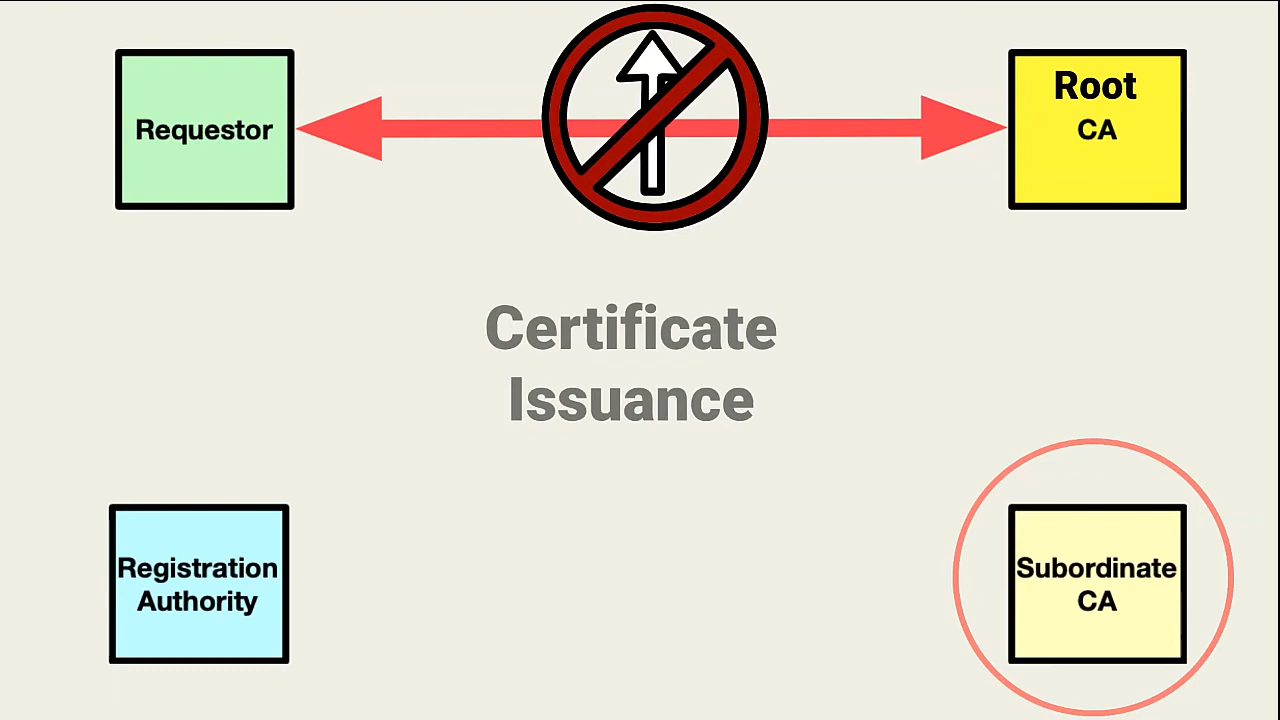 Requestor
Root
CA
Certificate
Issuance
Registration
Authority
Subordinate
CA